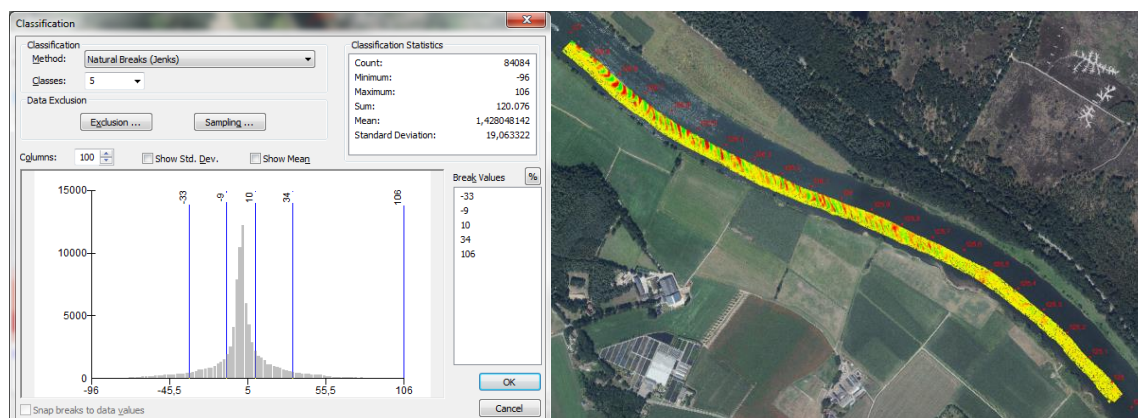 Classification
Classification
Method: Natural Breaks (Jenks)
Classes: 5
Data Exclusion
Exclusion ...
Sampling ...
Classification Statistics
Count: 84084
Minimum: -96
Maximum: 106
Sum: 120.076
Mean: 1,428048142
Standard Deviation: 19,063322
Columns: 100
Show Std. Dev.
Show Mean
Break Values
%
-33
-9
10
34
106
15000
10000
5000
0
-33
-9
10
34
106
-96
-45,5
5
55,5
106
OK
Cancel
Snap breaks to data values